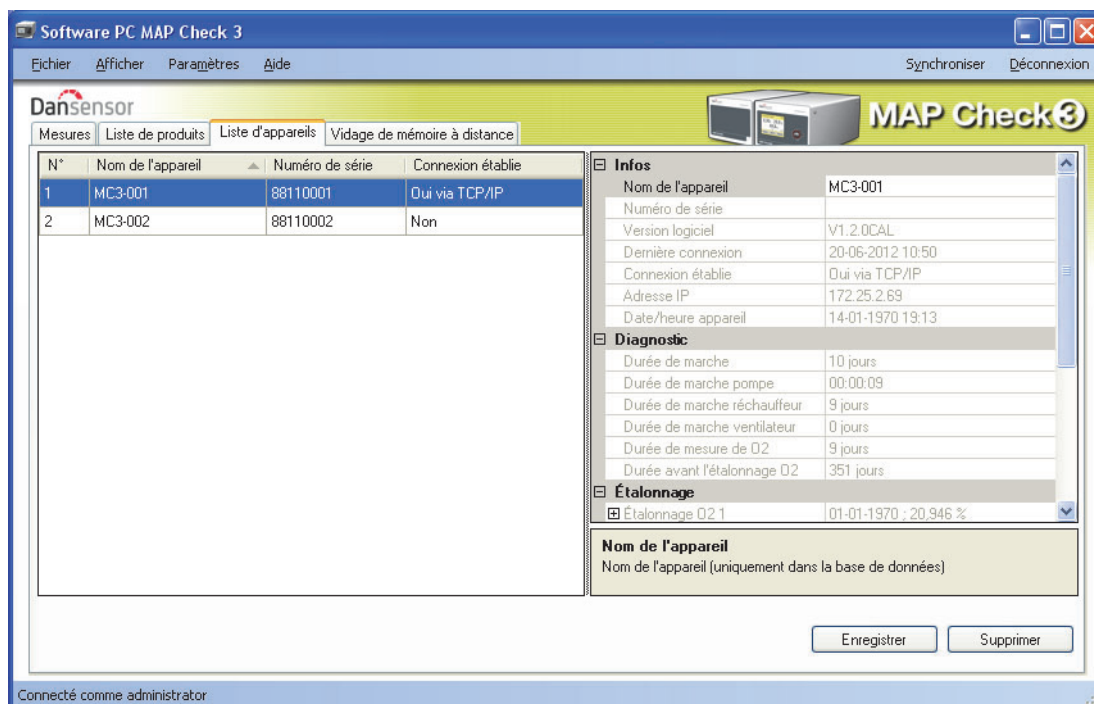 Software PC MAP Check 3
Fichier Afficher Paramètres Aide Synchroniser Déconnexion
Dansensor
MAP Check 3
Mesures Liste de produits Liste d'appareils Vidage de mémoire à distance
N° Nom de l'appareil Numéro de série Connexion établie
1 MC3-001 88110001 Oui via TCP/IP
2 MC3-002 88110002 Non
Infos
Nom de l'appareil MC3-001
Numéro de série
Version logiciel V1.2.0CAL
Dernière connexion 20-06-2012 10:50
Connexion établie Oui via TCP/IP
Adresse IP 172.25.2.69
Date/heure appareil 14-01-1970 19:13
Diagnostic
Durée de marche 10 jours
Durée de marche pompe 00:00:09
Durée de marche réchauffeur 9 jours
Durée de marche ventilateur 0 jours
Durée de mesure de O2 9 jours
Durée avant l'étalonnage O2 351 jours
Étalonnage
Étalonnage O2 1 01-01-1970 ; 20,946 %
Nom de l'appareil
Nom de l'appareil (uniquement dans la base de données)
Enregistrer Supprimer
Connecté comme administrator